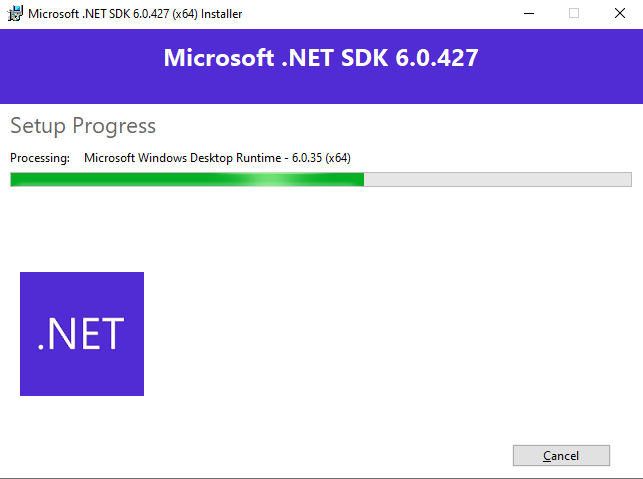 Microsoft .NET SDK 6.0.427 (x64) Installer
Microsoft .NET SDK 6.0.427
Setup Progress
Processing: Microsoft Windows Desktop Runtime - 6.0.35 (x64)
.NET
Cancel